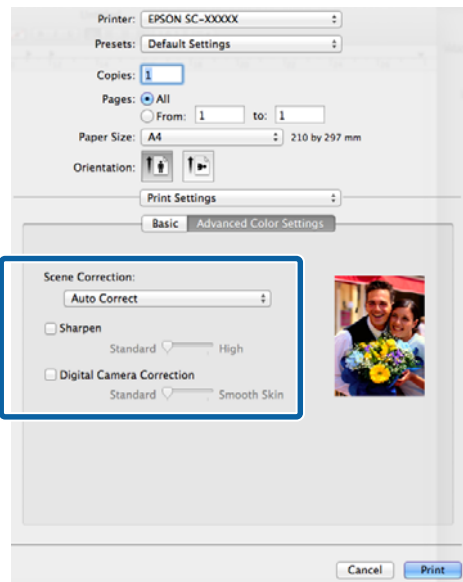 Printer: EPSON SC-XXXXX
Presets: Default Settings
Copies: 1
Pages: All
From: 1 to: 1
Paper Size: A4 210 by 297 mm
Orientation:
Print Settings
Basic Advanced Color Settings
Scene Correction:
Auto Correct
Sharpen
Standard High
Digital Camera Correction
Standard Smooth Skin
Cancel Print